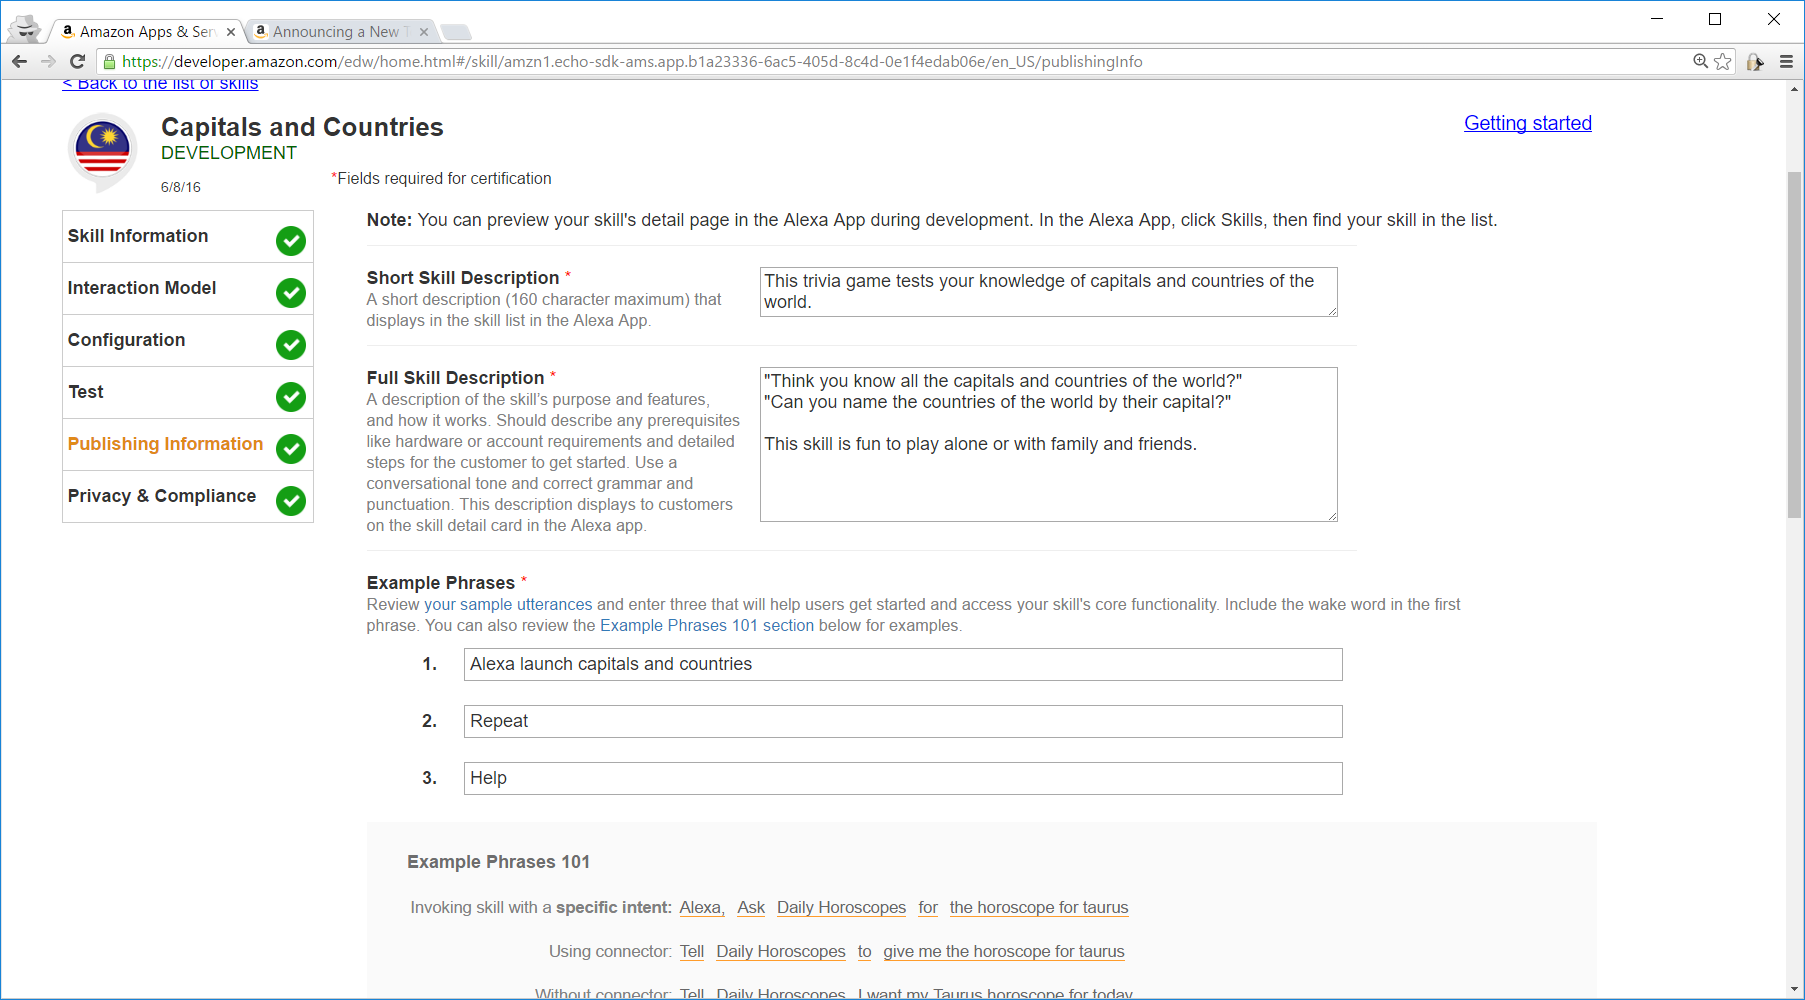 Amazon Apps & Serv
Announcing a New T
https://developer.amazon.com/edw/home.html#/skill/amzn1.echo-sdk-ams.app.b1a23336-6ac5-405d-8c4d-0e1f4edab06e/en_US/publishingInfo
< Back to the list of skills
Capitals and Countries
Getting started
DEVELOPMENT
6/8/16
*Fields required for certification
Skill Information
Interaction Model
Configuration
Test
Publishing Information
Privacy & Compliance
Note: You can preview your skill's detail page in the Alexa App during development. In the Alexa App, click Skills, then find your skill in the list.
Short Skill Description *
A short description (160 character maximum) that
displays in the skill list in the Alexa App.
This trivia game tests your knowledge of capitals and countries of the
world.
Full Skill Description *
A description of the skill's purpose and features,
and how it works. Should describe any prerequisites
like hardware or account requirements and detailed
steps for the customer to get started. Use a
conversational tone and correct grammar and
punctuation. This description displays to customers
on the skill detail card in the Alexa app.
"Think you know all the capitals and countries of the world?"
"Can you name the countries of the world by their capital?"
This skill is fun to play alone or with family and friends.
Example Phrases *
Review your sample utterances and enter three that will help users get started and access your skill's core functionality. Include the wake word in the first
phrase. You can also review the Example Phrases 101 section below for examples.
1. Alexa launch capitals and countries
2. Repeat
3. Help
Example Phrases 101
Invoking skill with a specific intent: Alexa, Ask Daily Horoscopes for the horoscope for taurus
Using connector: Tell Daily Horoscopes to give me the horoscope for taurus
Without connector: Tell Daily Horoscopes I want my Taurus horoscope for today